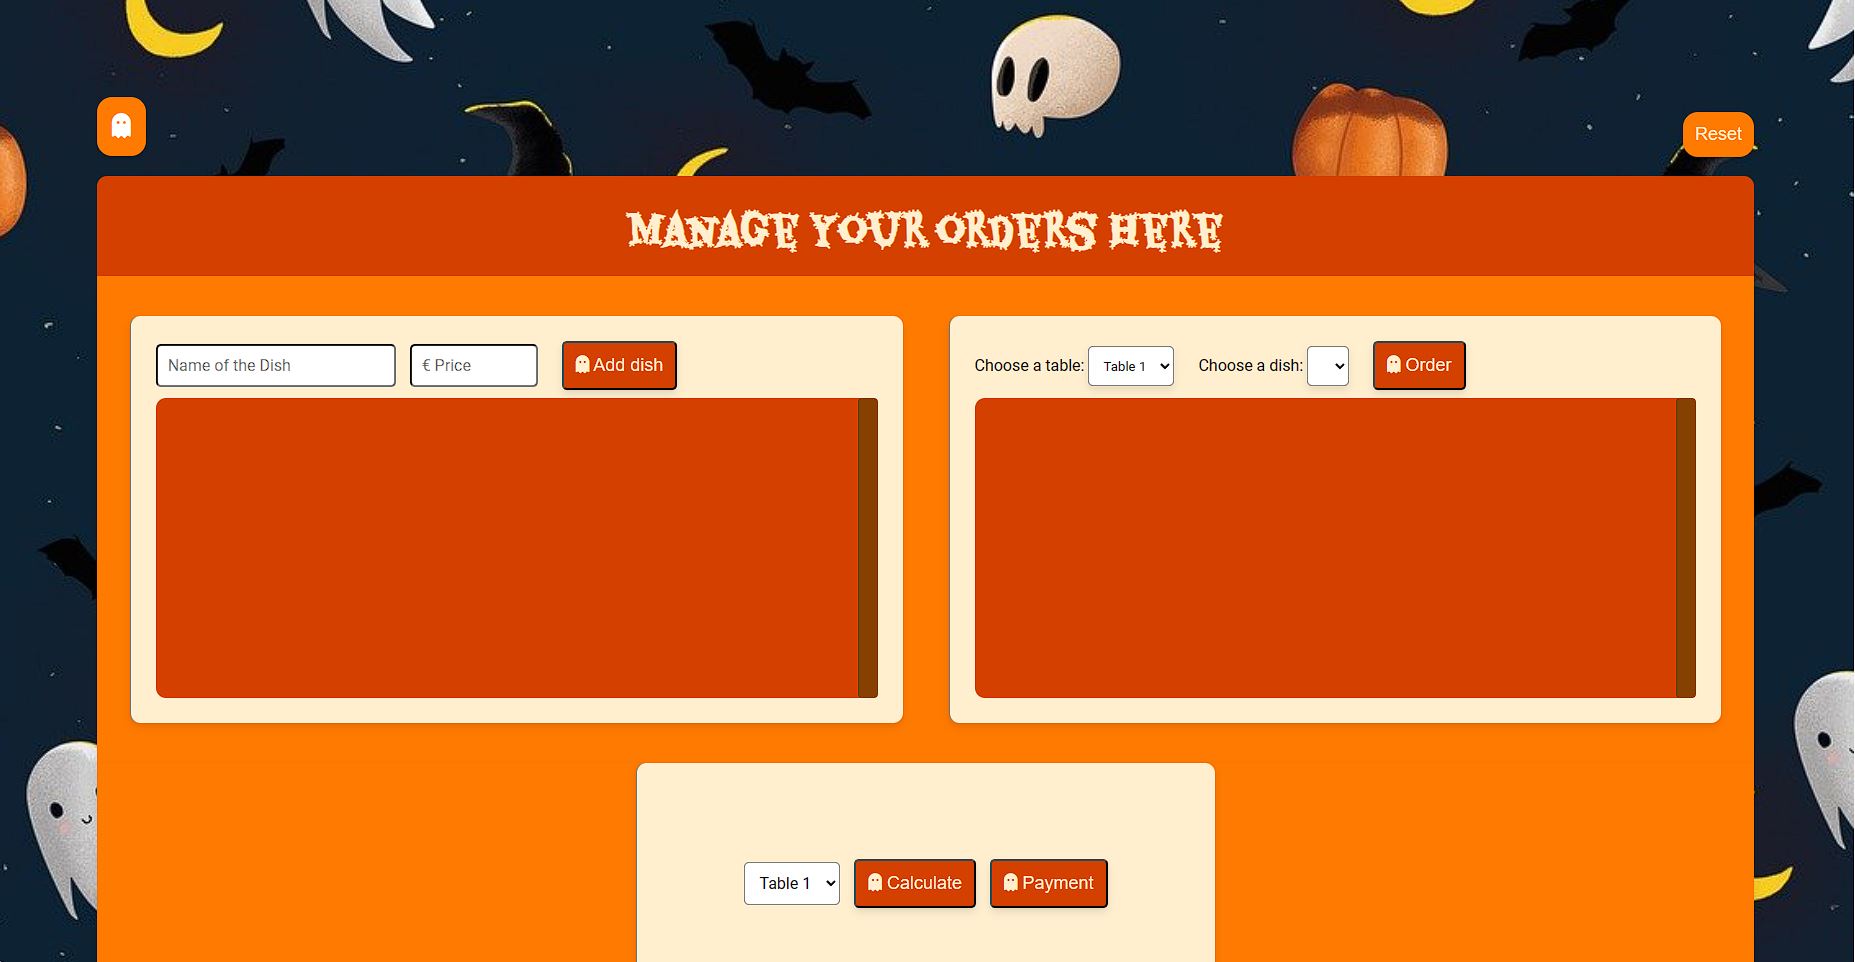 Reset
MANAGE YOUR ORDERS HERE
Name of the Dish € Price Add dish
Choose a table: Table 1 Choose a dish: Order
Table 1 Calculate Payment